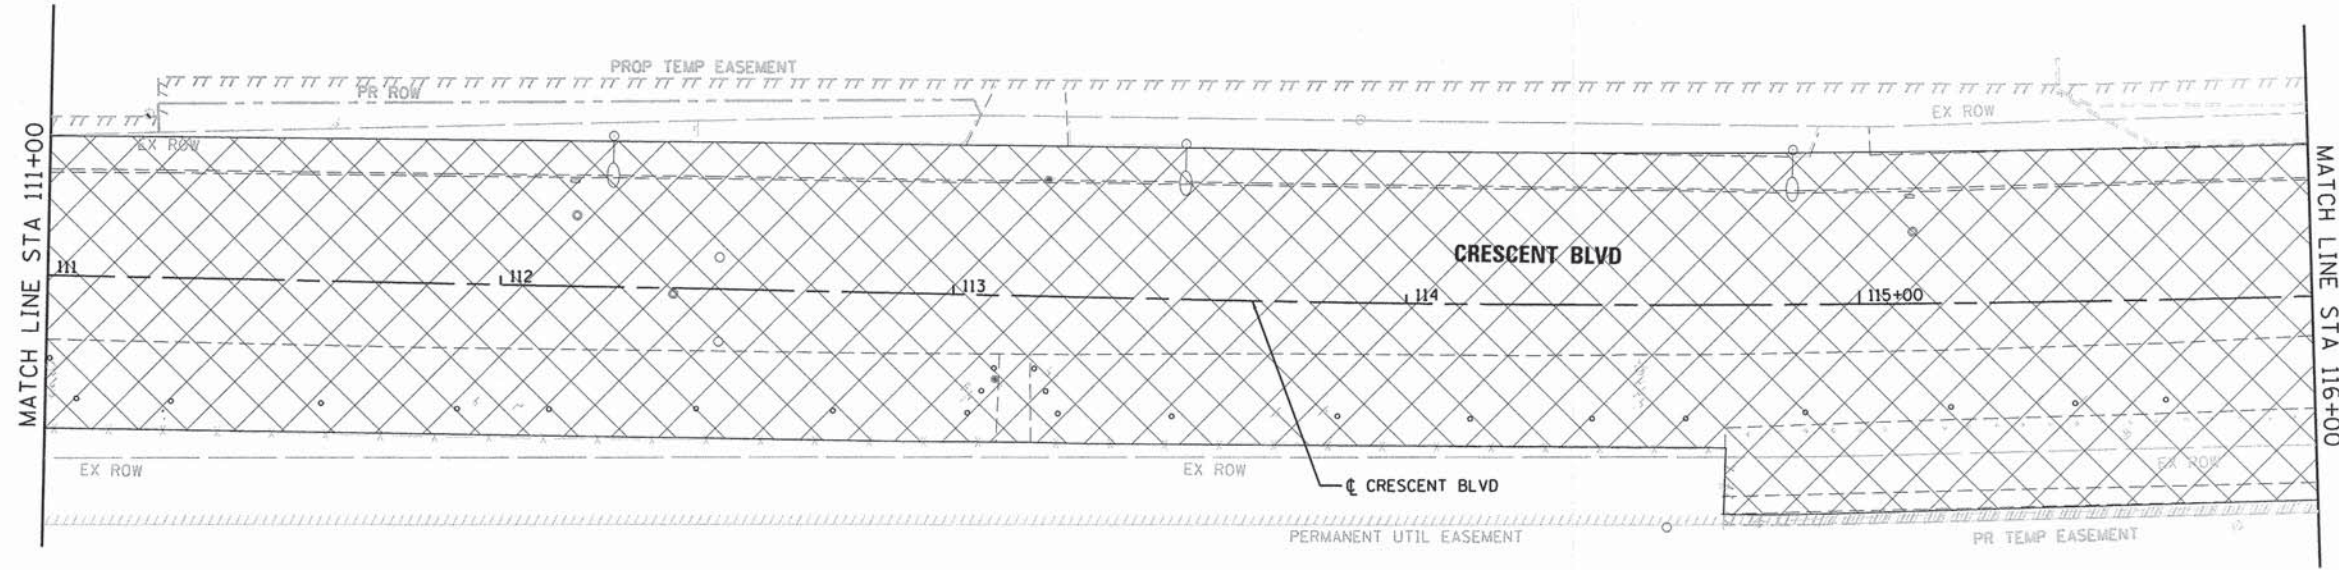 PROP TEMP EASEMENT
PR ROW
EX ROW
EX ROW
MATCH LINE STA 111+00
MATCH LINE STA 116+00
CRESCENT BLVD
111
112
113
114
115+00
EX ROW
EX ROW
EX ROW
℄ CRESCENT BLVD
PERMANENT UTIL EASEMENT
PR TEMP EASEMENT